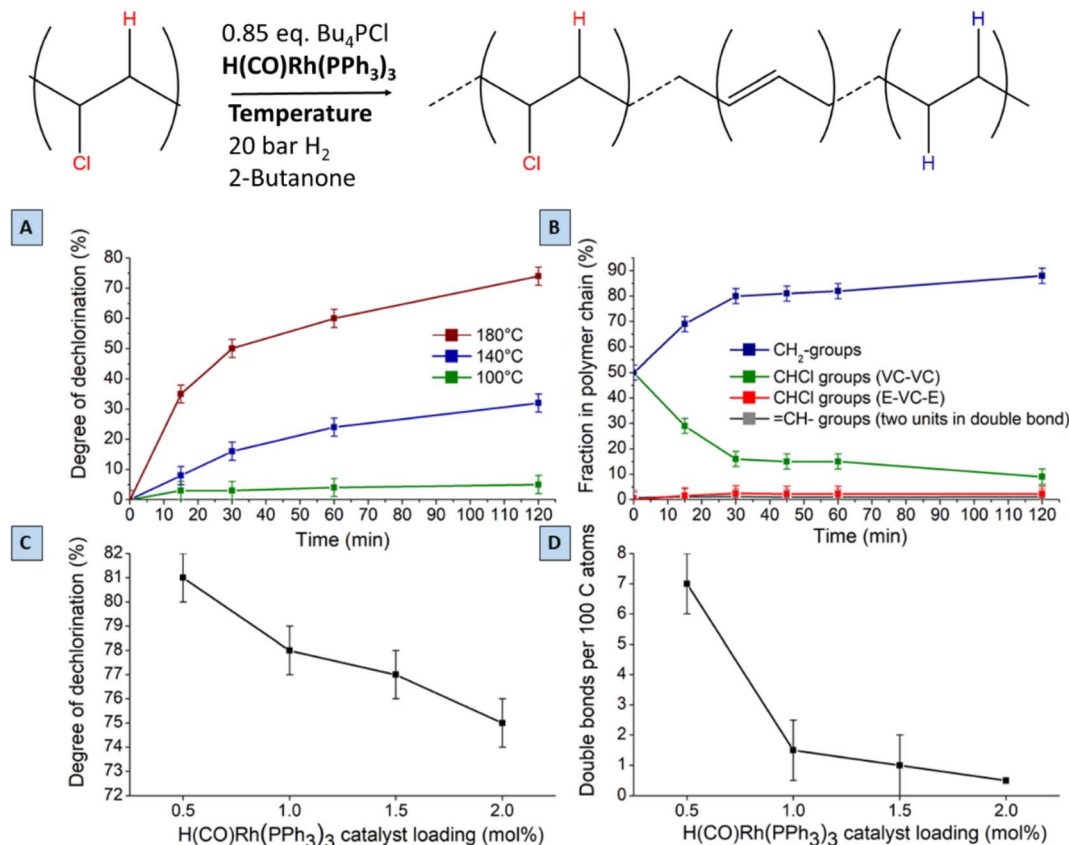 H
Cl
0.85 eq. Bu₄PCl
H(CO)Rh(PPh₃)₃
Temperature
20 bar H₂
2-Butanone
H
Cl
H
H
A
Degree of dechlorination (%)
80
70
60
50
40
30
20
10
0
0 10 20 30 40 50 60 70 80 90 100 110 120
Time (min)
180°C
140°C
100°C
B
Fraction in polymer chain (%)
90
80
70
60
50
40
30
20
10
0
0 10 20 30 40 50 60 70 80 90 100 110 120
Time (min)
CH₂-groups
CHCl groups (VC-VC)
CHCl groups (E-VC-E)
=CH- groups (two units in double bond)
C
Degree of dechlorination (%)
82
81
80
79
78
77
76
75
74
73
72
0.5 1.0 1.5 2.0
H(CO)Rh(PPh₃)₃ catalyst loading (mol%)
D
Double bonds per 100 C atoms
8
7
6
5
4
3
2
1
0
0.5 1.0 1.5 2.0
H(CO)Rh(PPh₃)₃ catalyst loading (mol%)